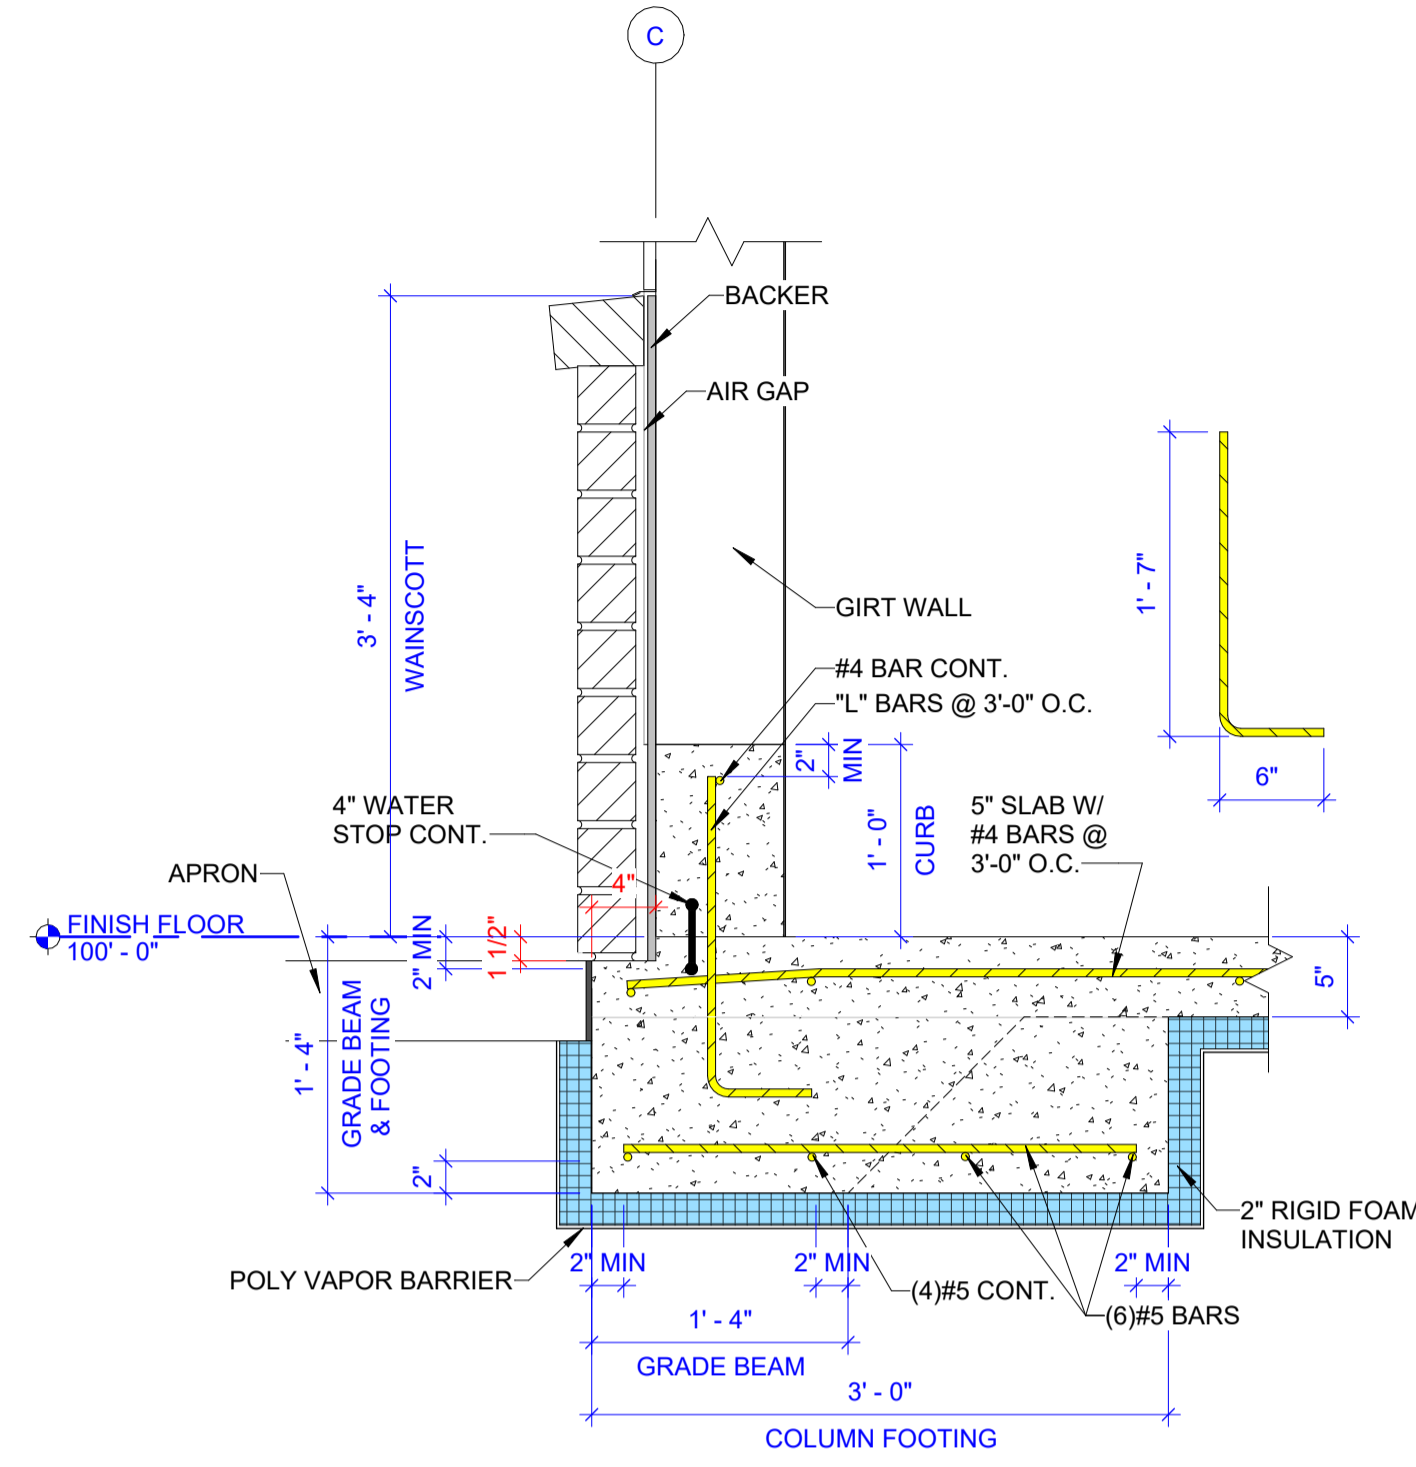 C
BACKER
AIR GAP
3' - 4"
WAINSCOTT
1' - 7"
6"
GIRT WALL
#4 BAR CONT.
"L" BARS @ 3'-0" O.C.
2"
MIN
1' - 0"
CURB
5" SLAB W/
#4 BARS @
3'-0" O.C.
4" WATER
STOP CONT.
4"
APRON
FINISH FLOOR
100' - 0"
2" MIN
1 1/2"
5"
1' - 4"
GRADE BEAM
& FOOTING
2"
2" RIGID FOAM
INSULATION
POLY VAPOR BARRIER
2" MIN
2" MIN
2" MIN
(4)#5 CONT.
(6)#5 BARS
1' - 4"
GRADE BEAM
3' - 0"
COLUMN FOOTING